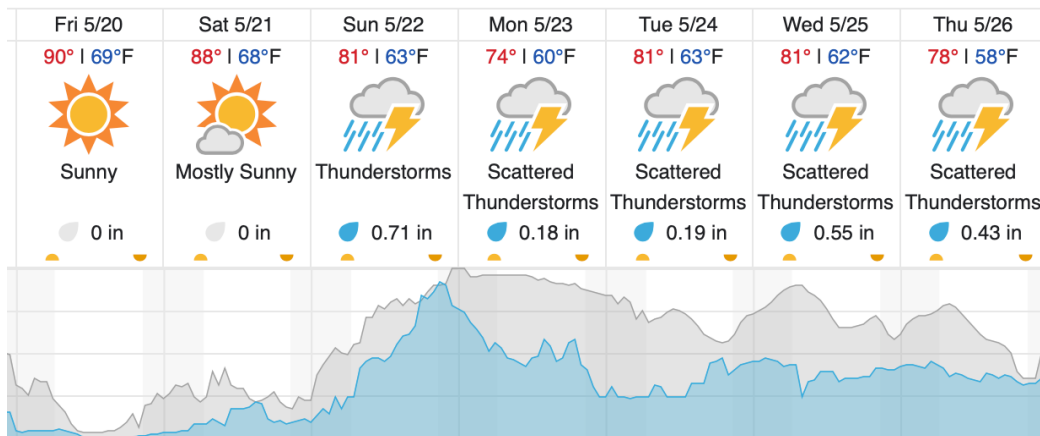 Fri 5/20 Sat 5/21 Sun 5/22 Mon 5/23 Tue 5/24 Wed 5/25 Thu 5/26
90° | 69°F 88° | 68°F 81° | 63°F 74° | 60°F 81° | 63°F 81° | 62°F 78° | 58°F
Sunny Mostly Sunny Thunderstorms Scattered Scattered Scattered Scattered
Thunderstorms Thunderstorms Thunderstorms Thunderstorms
0 in 0 in 0.71 in 0.18 in 0.19 in 0.55 in 0.43 in